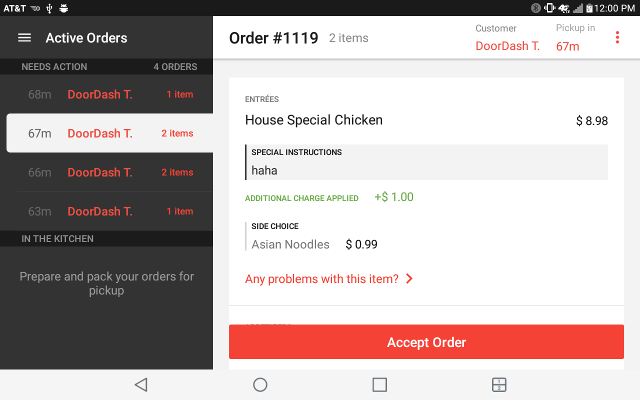 AT&T 12:00 PM
Active Orders
NEEDS ACTION 4 ORDERS
68m DoorDash T. 1 item
67m DoorDash T. 2 items
66m DoorDash T. 2 items
63m DoorDash T. 1 item
IN THE KITCHEN
Prepare and pack your orders for
pickup
Order #1119 2 items
Customer
DoorDash T.
Pickup in
67m
ENTRÉES
House Special Chicken $ 8.98
SPECIAL INSTRUCTIONS
haha
ADDITIONAL CHARGE APPLIED +$ 1.00
SIDE CHOICE
Asian Noodles $ 0.99
Any problems with this item?
Accept Order